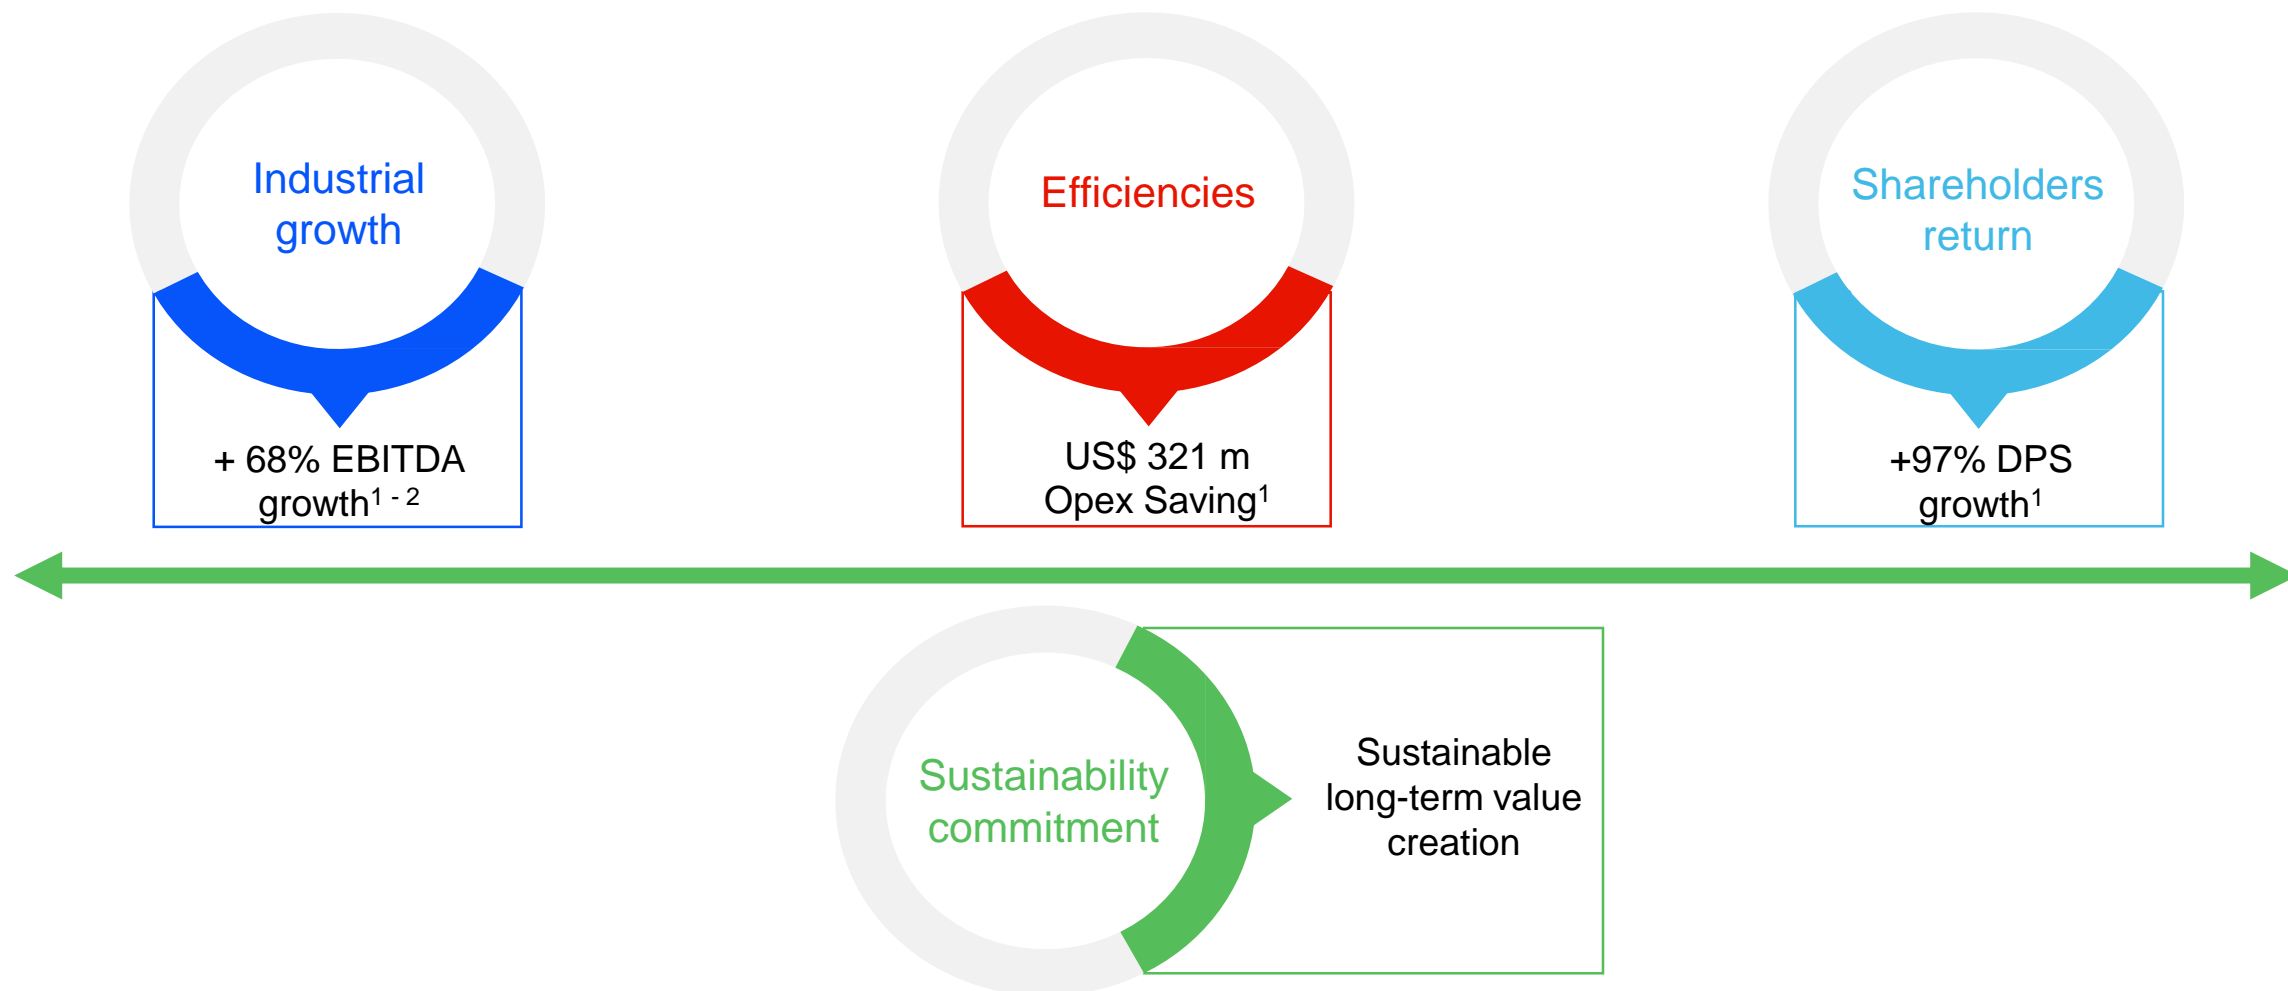 Industrial
growth
+ 68% EBITDA
growth¹ ⁻ ²
Efficiencies
US$ 321 m
Opex Saving¹
Shareholders
return
+97% DPS
growth¹
Sustainability
commitment
Sustainable
long-term value
creation